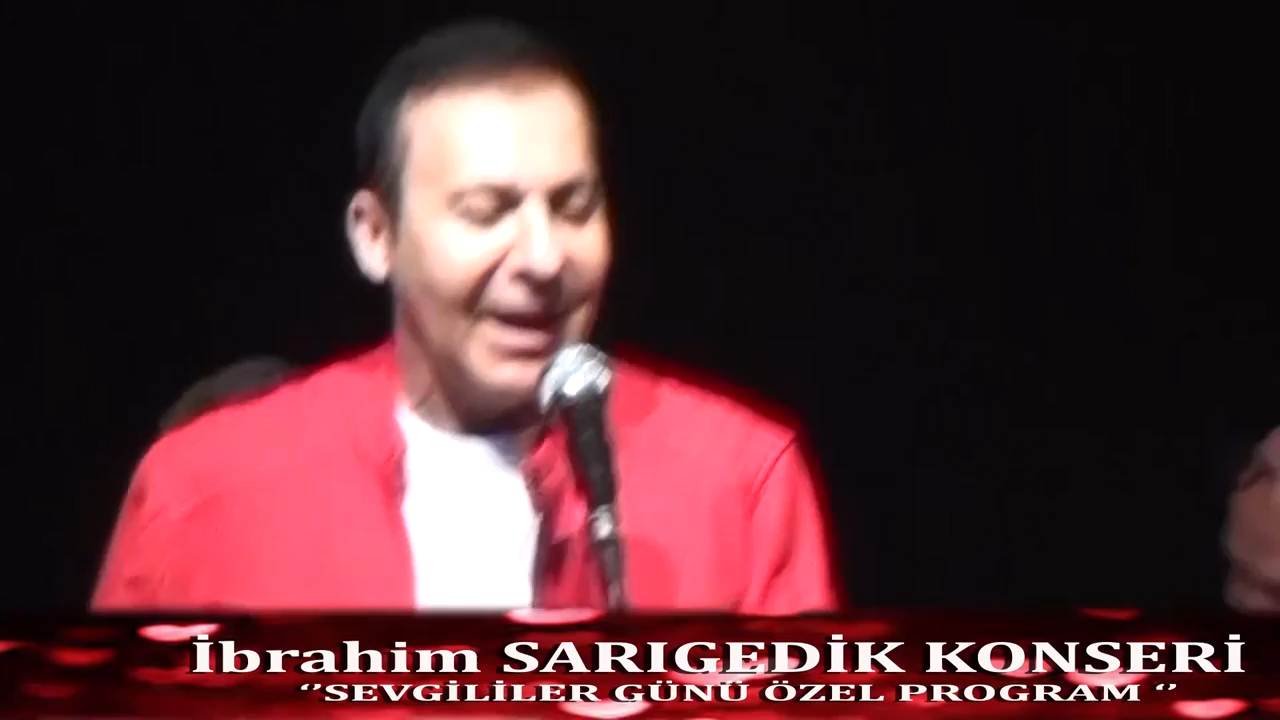 İbrahim SARIGEDİK KONSERİ
‘’SEVGİLİLER GÜNÜ ÖZEL PROGRAM ‘’